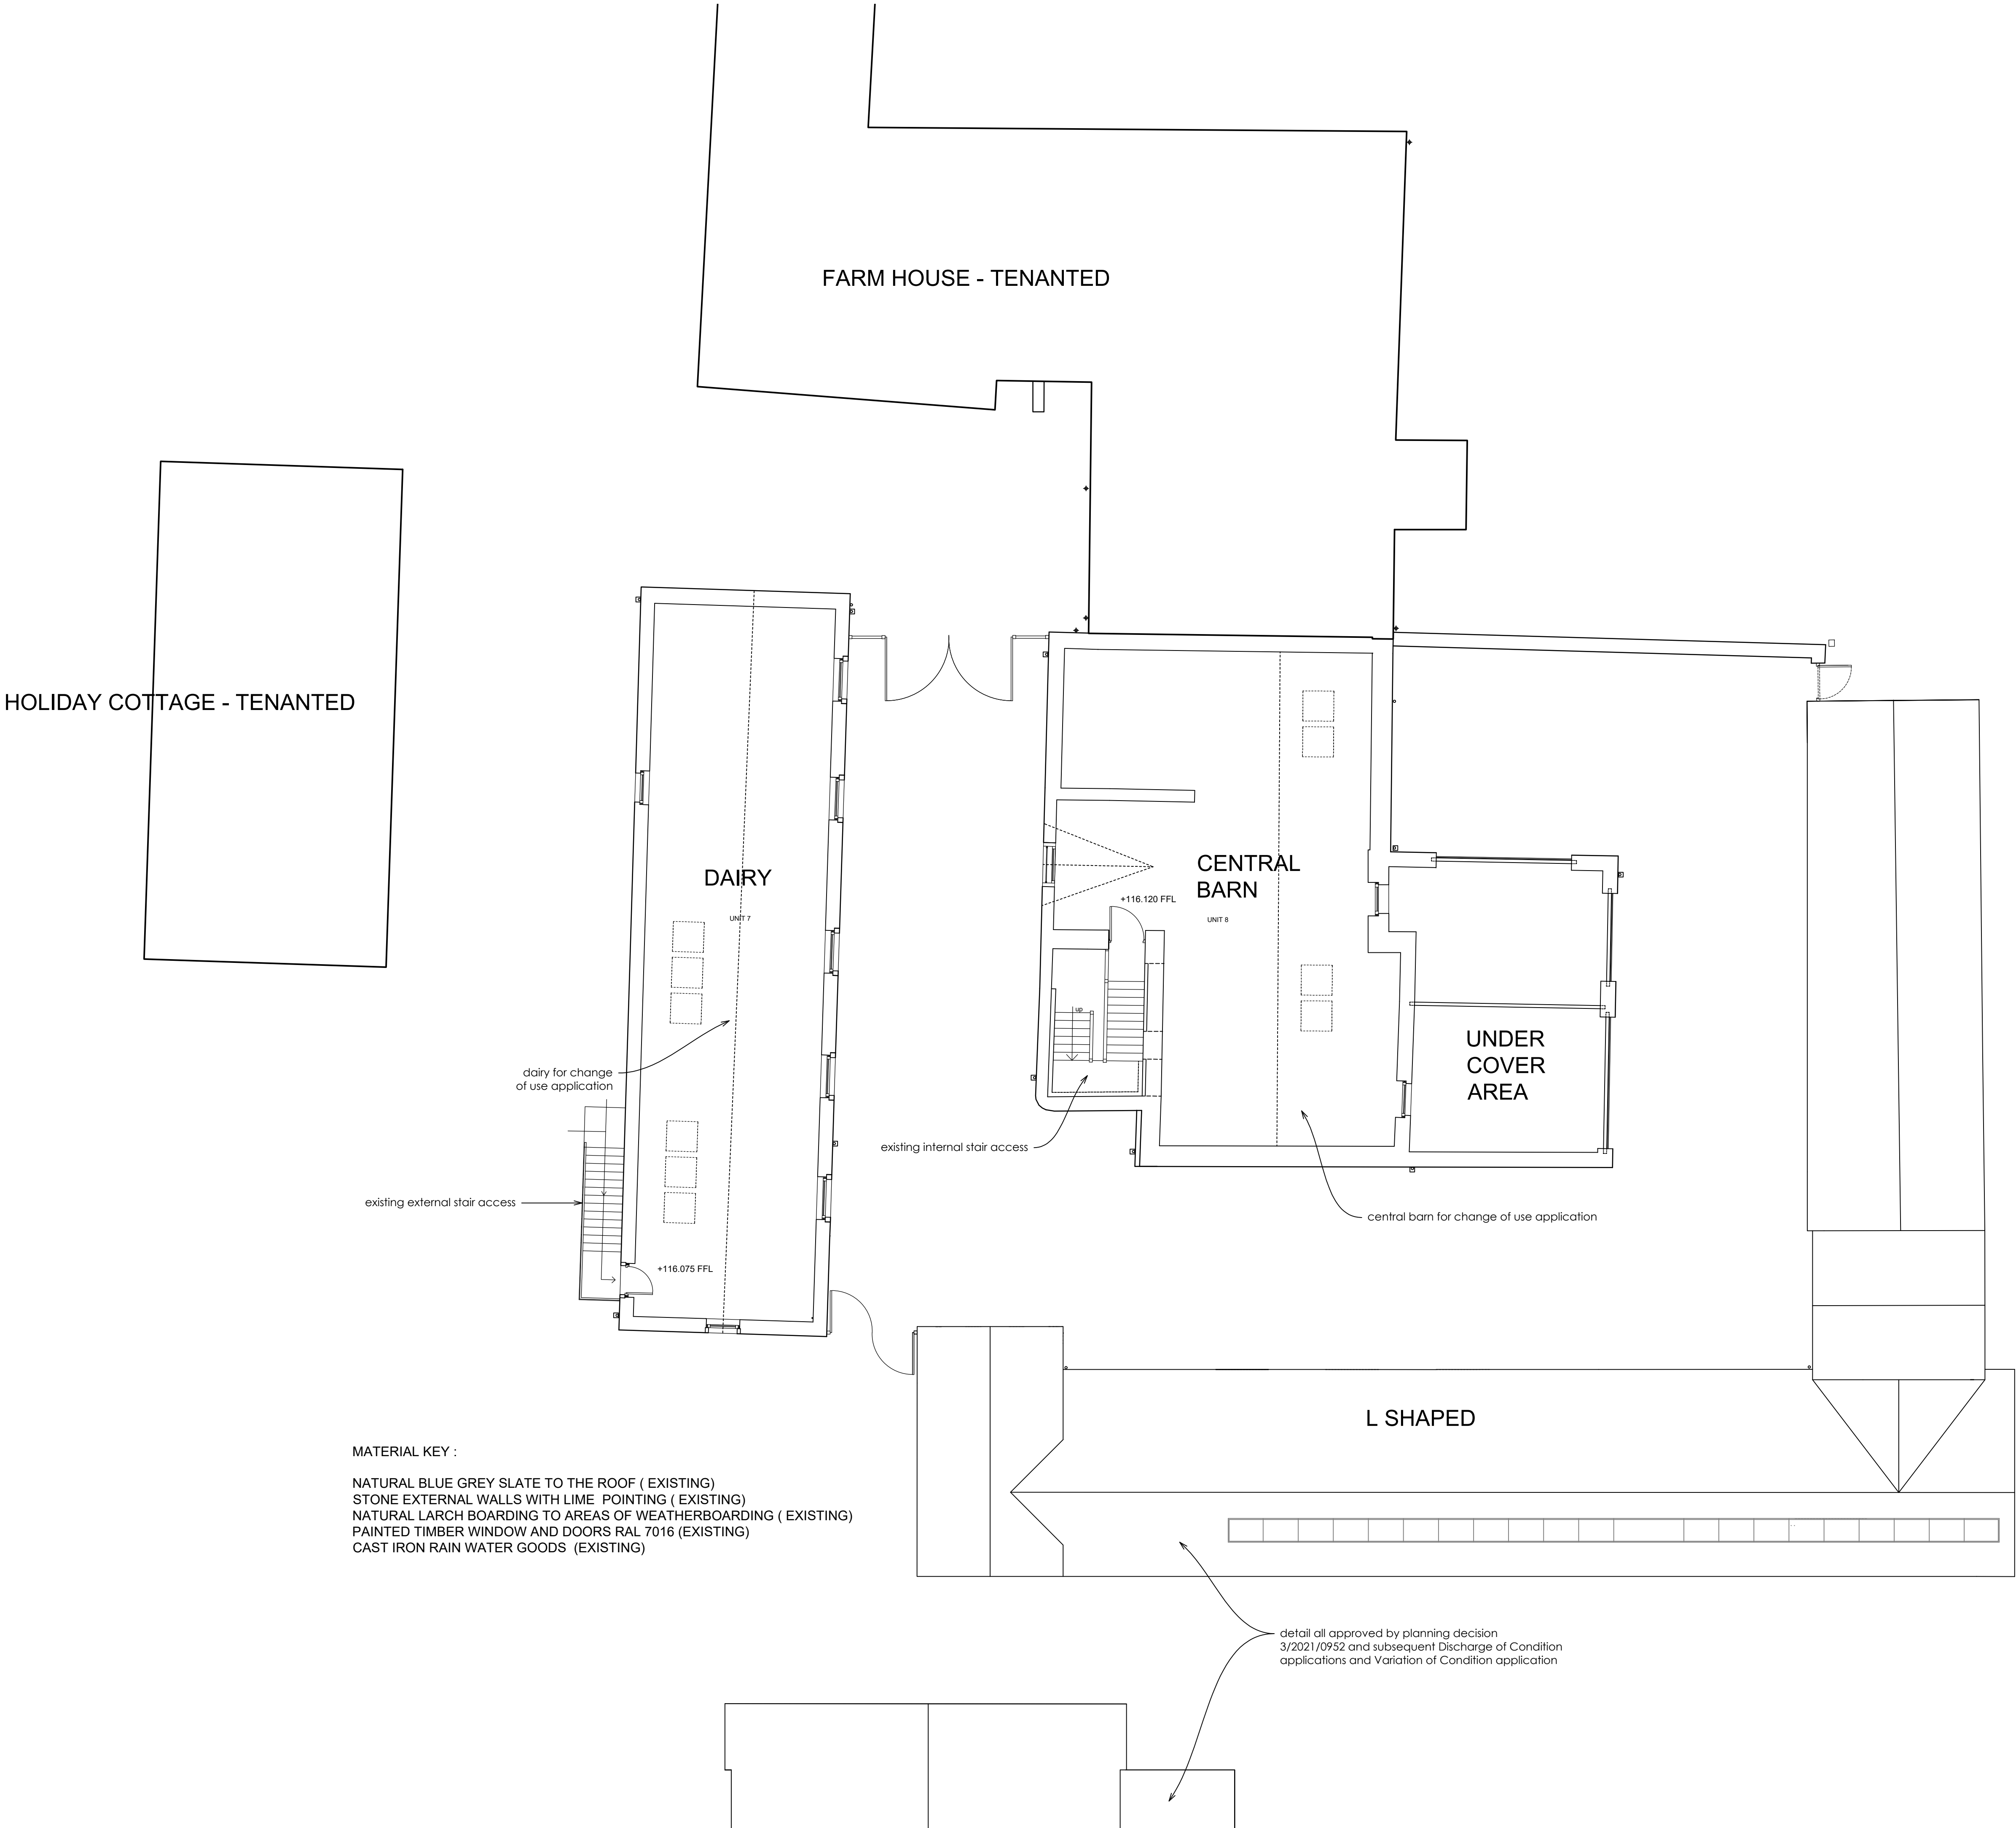 FARM HOUSE - TENANTED
HOLIDAY COTTAGE - TENANTED
DAIRY
UNIT 7
CENTRAL
BARN
+116.120 FFL
UNIT 8
up
UNDER
COVER
AREA
dairy for change
of use application
existing internal stair access
existing external stair access
central barn for change of use application
+116.075 FFL
L SHAPED
MATERIAL KEY :
NATURAL BLUE GREY SLATE TO THE ROOF ( EXISTING)
STONE EXTERNAL WALLS WITH LIME  POINTING ( EXISTING)
NATURAL LARCH BOARDING TO AREAS OF WEATHERBOARDING ( EXISTING)
PAINTED TIMBER WINDOW AND DOORS RAL 7016 (EXISTING)
CAST IRON RAIN WATER GOODS  (EXISTING)
detail all approved by planning decision
3/2021/0952 and subsequent Discharge of Condition
applications and Variation of Condition application